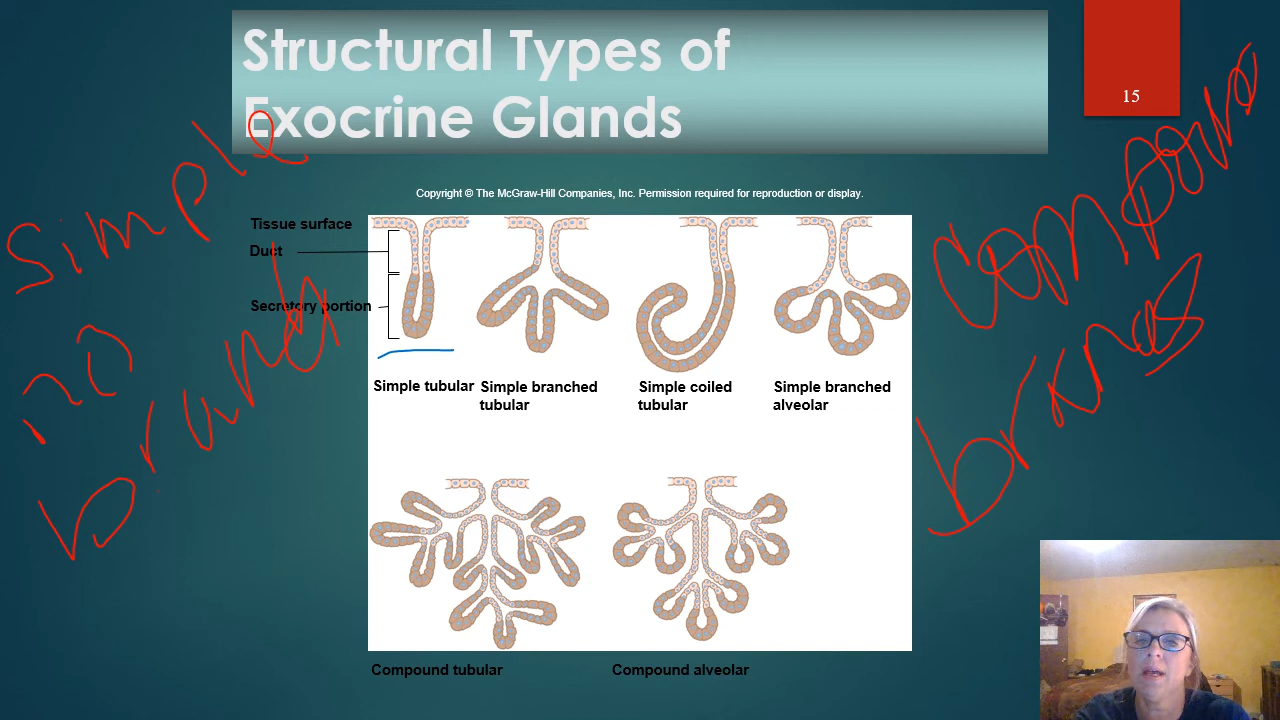 Structural Types of
Exocrine Glands
15
Copyright © The McGraw-Hill Companies, Inc. Permission required for reproduction or display.
Tissue surface
Duct
Secretory portion
Simple tubular
Simple branched
tubular
Simple coiled
tubular
Simple branched
alveolar
Compound tubular
Compound alveolar
Simple
no
branch